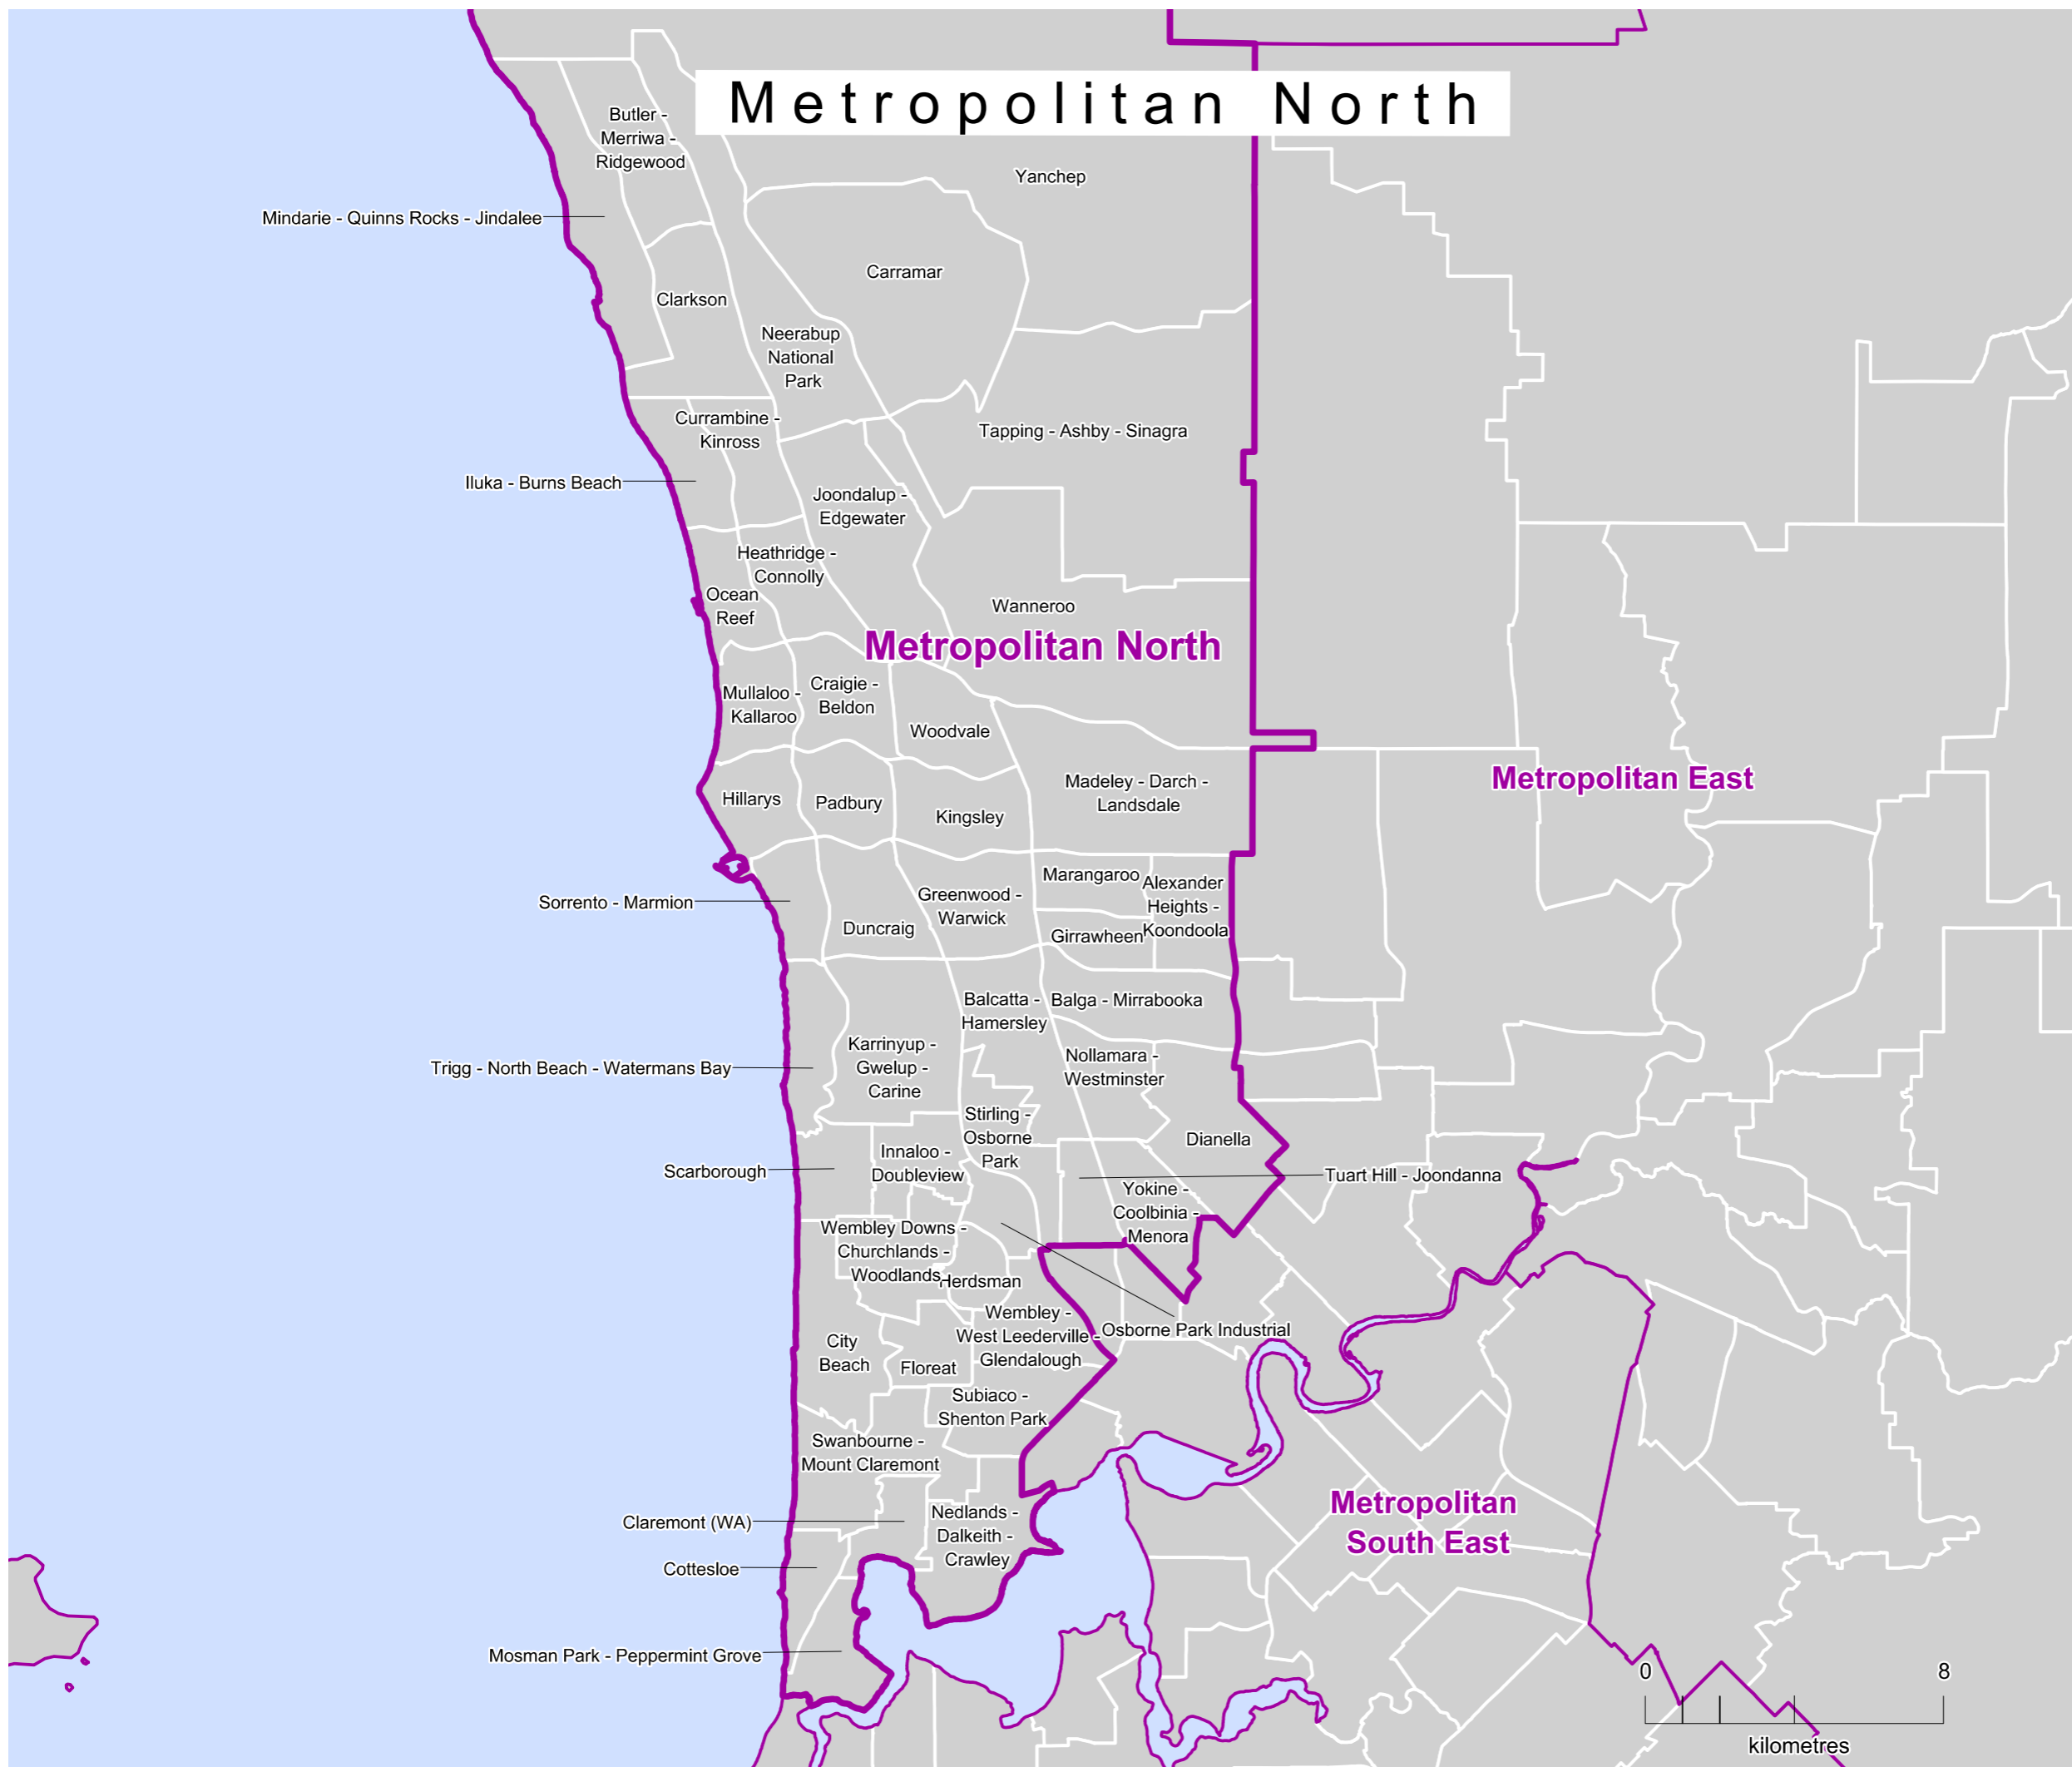 Metropolitan North
Butler -
Merriwa -
Ridgewood
Yanchep
Mindarie - Quinns Rocks - Jindalee
Carramar
Clarkson
Neerabup
National
Park
Currambine -
Kinross
Tapping - Ashby - Sinagra
Iluka - Burns Beach
Joondalup -
Edgewater
Heathridge -
Connolly
Ocean
Reef
Wanneroo
Metropolitan North
Mullaloo -
Kallaroo
Craigie -
Beldon
Woodvale
Metropolitan East
Madeley - Darch -
Landsdale
Hillarys
Padbury
Kingsley
Marangaroo
Alexander
Heights -
Koondoola
Sorrento - Marmion
Greenwood -
Warwick
Duncraig
Girrawheen
Balcatta -
Hamersley
Balga - Mirrabooka
Karrinyup -
Gwelup -
Carine
Nollamara -
Westminster
Trigg - North Beach - Watermans Bay
Stirling -
Osborne
Park
Dianella
Innaloo -
Doubleview
Scarborough
Tuart Hill - Joondanna
Yokine -
Coolbinia -
Menora
Wembley Downs -
Churchlands -
Woodlands
Herdsman
Wembley -
West Leederville -
Glendalough
Osborne Park Industrial
City
Beach
Floreat
Subiaco -
Shenton Park
Swanbourne -
Mount Claremont
Metropolitan
South East
Claremont (WA)
Nedlands -
Dalkeith -
Crawley
Cottesloe
Mosman Park - Peppermint Grove
0 8
kilometres